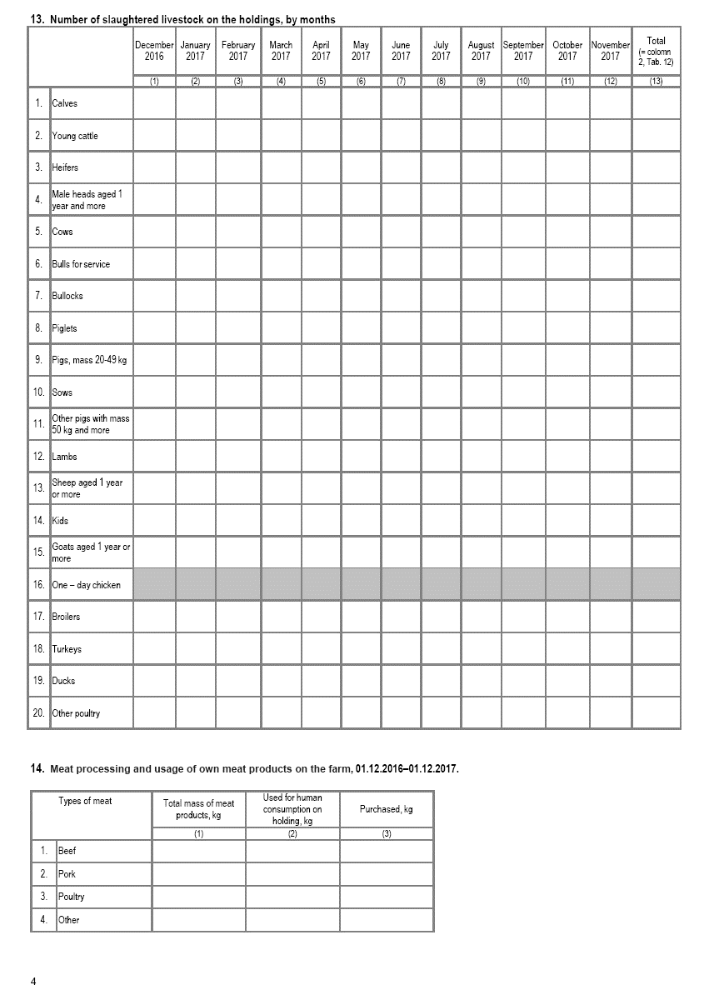 13. Number of slaughtered livestock on the holdings, by months
December 2016 January 2017 February 2017 March 2017 April 2017 May 2017 June 2017 July 2017 August 2017 September 2017 October 2017 November 2017 Total (= colomn 2, Tab. 12)
(1) (2) (3) (4) (5) (6) (7) (8) (9) (10) (11) (12) (13)
1. Calves
2. Young cattle
3. Heifers
4. Male heads aged 1
year and more
5. Cows
6. Bulls for service
7. Bullocks
8. Piglets
9. Pigs, mass 20-49 kg
10. Sows
11. Other pigs with mass
50 kg and more
12. Lambs
13. Sheep aged 1 year
or more
14. Kids
15. Goats aged 1 year or
more
16. One – day chicken
17. Broilers
18. Turkeys
19. Ducks
20. Other poultry
14. Meat processing and usage of own meat products on the farm, 01.12.2016–01.12.2017.
Types of meat Total mass of meat products, kg Used for human consumption on holding, kg Purchased, kg
(1) (2) (3)
1. Beef
2. Pork
3. Poultry
4. Other
4